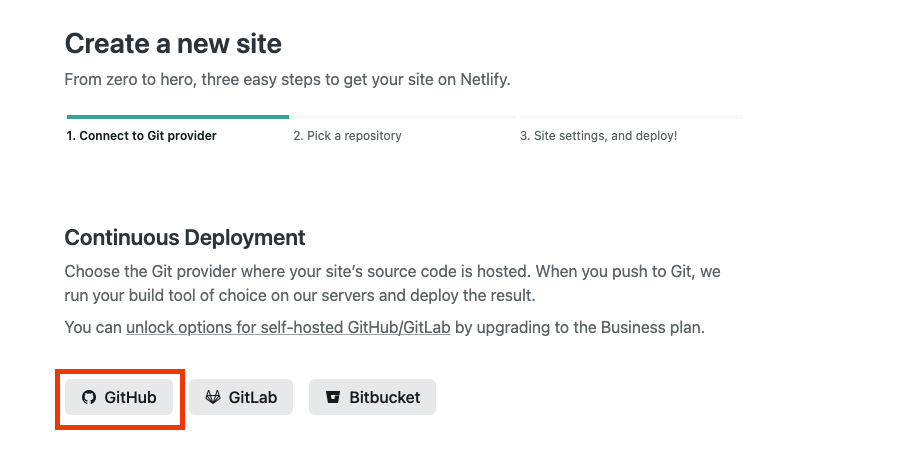 Create a new site
From zero to hero, three easy steps to get your site on Netlify.
1. Connect to Git provider
2. Pick a repository
3. Site settings, and deploy!
Continuous Deployment
Choose the Git provider where your site’s source code is hosted. When you push to Git, we
run your build tool of choice on our servers and deploy the result.
You can unlock options for self-hosted GitHub/GitLab by upgrading to the Business plan.
GitHub
GitLab
Bitbucket